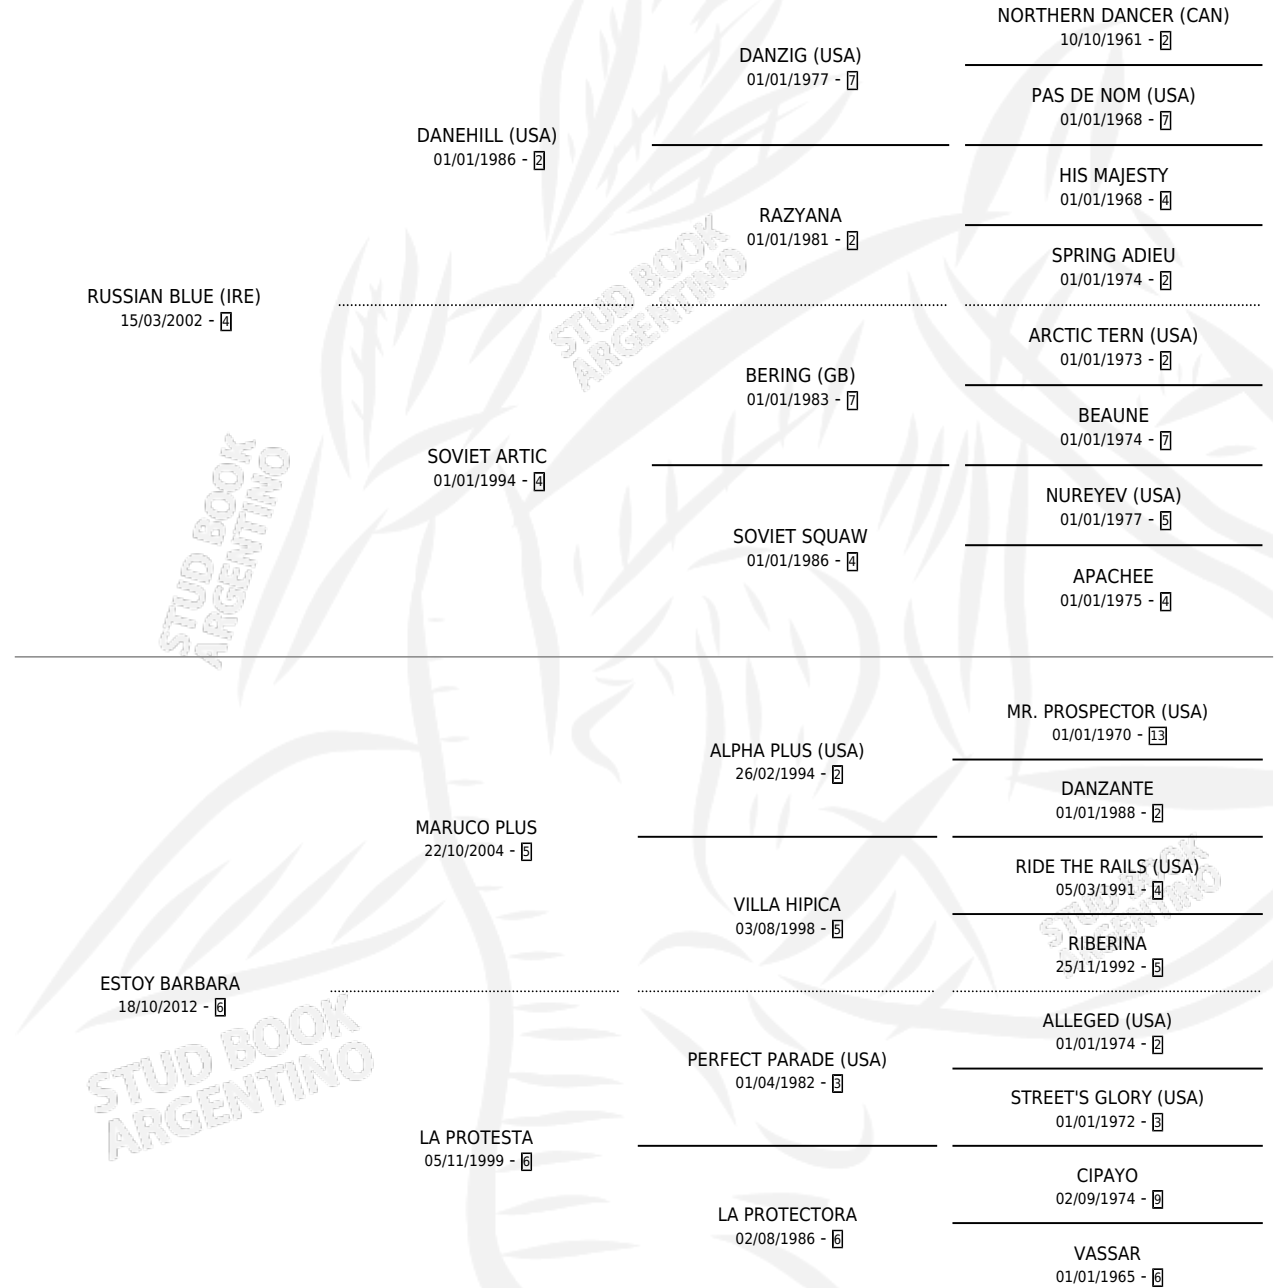 NORTHERN DANCER (CAN)
10/10/1961 - 2
DANZIG (USA)
01/01/1977 - 7
PAS DE NOM (USA)
01/01/1968 - 7
DANEHILL (USA)
01/01/1986 - 2
HIS MAJESTY
01/01/1968 - 4
RAZYANA
01/01/1981 - 2
SPRING ADIEU
01/01/1974 - 2
RUSSIAN BLUE (IRE)
15/03/2002 - 4
ARCTIC TERN (USA)
01/01/1973 - 2
BERING (GB)
01/01/1983 - 7
BEAUNE
01/01/1974 - 7
SOVIET ARTIC
01/01/1994 - 4
NUREYEV (USA)
01/01/1977 - 5
SOVIET SQUAW
01/01/1986 - 4
APACHEE
01/01/1975 - 4
STUD BOOK
ARGENTINO
STUD BOOK
ARGENTINO
MR. PROSPECTOR (USA)
01/01/1970 - 13
ALPHA PLUS (USA)
26/02/1994 - 2
DANZANTE
01/01/1988 - 2
MARUCO PLUS
22/10/2004 - 5
RIDE THE RAILS (USA)
05/03/1991 - 4
VILLA HIPICA
03/08/1998 - 5
RIBERINA
25/11/1992 - 5
STUD BOOK
ARGENTINO
ESTOY BARBARA
18/10/2012 - 6
ALLEGED (USA)
01/01/1974 - 2
PERFECT PARADE (USA)
01/04/1982 - 3
STREET'S GLORY (USA)
01/01/1972 - 3
STUD BOOK
ARGENTINO
LA PROTESTA
05/11/1999 - 6
CIPAYO
02/09/1974 - 9
LA PROTECTORA
02/08/1986 - 6
VASSAR
01/01/1965 - 6